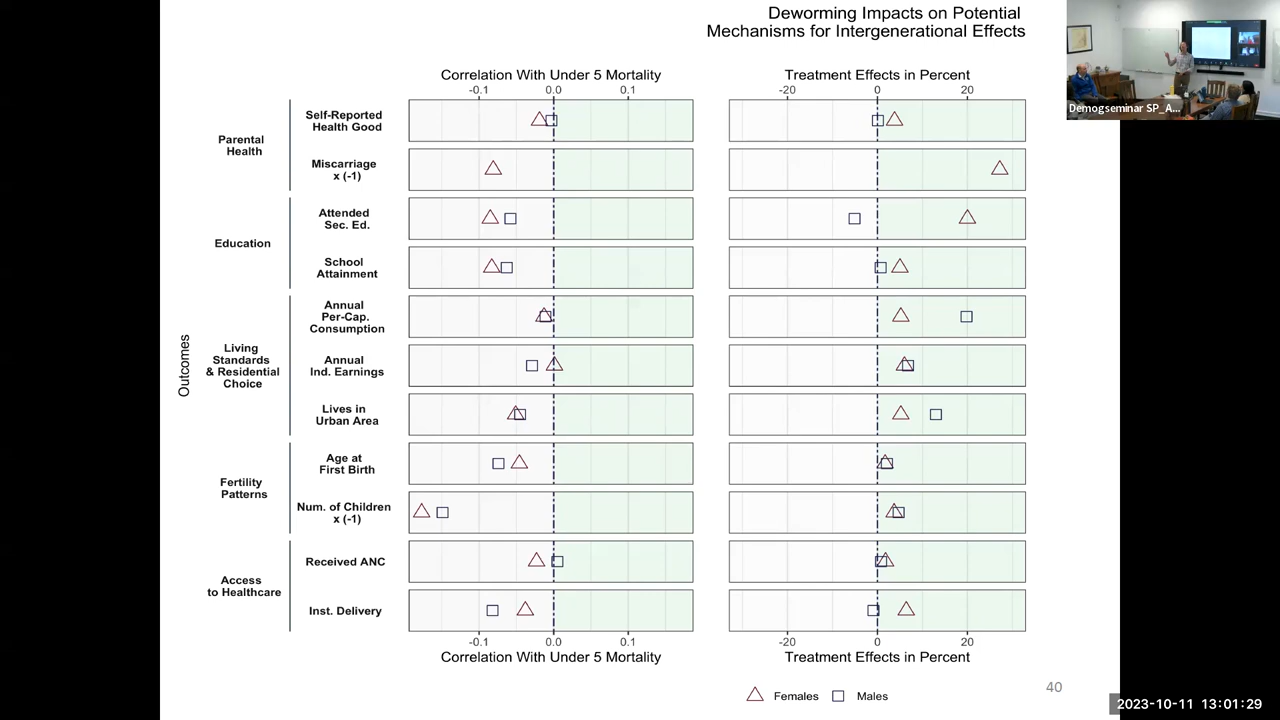 Deworming Impacts on Potential
Mechanisms for Intergenerational Effects
Demogseminar SP_A...
Correlation With Under 5 Mortality
Treatment Effects in Percent
-0.1 0.0 0.1
-20 0 20
Outcomes
Parental
Health
Self-Reported
Health Good
Miscarriage
x (-1)
Education
Attended
Sec. Ed.
School
Attainment
Living
Standards
& Residential
Choice
Annual
Per-Cap.
Consumption
Annual
Ind. Earnings
Lives in
Urban Area
Fertility
Patterns
Age at
First Birth
Num. of Children
x (-1)
Access
to Healthcare
Received ANC
Inst. Delivery
-0.1 0.0 0.1
-20 0 20
Correlation With Under 5 Mortality
Treatment Effects in Percent
Females Males
40
2023-10-11 13:01:29